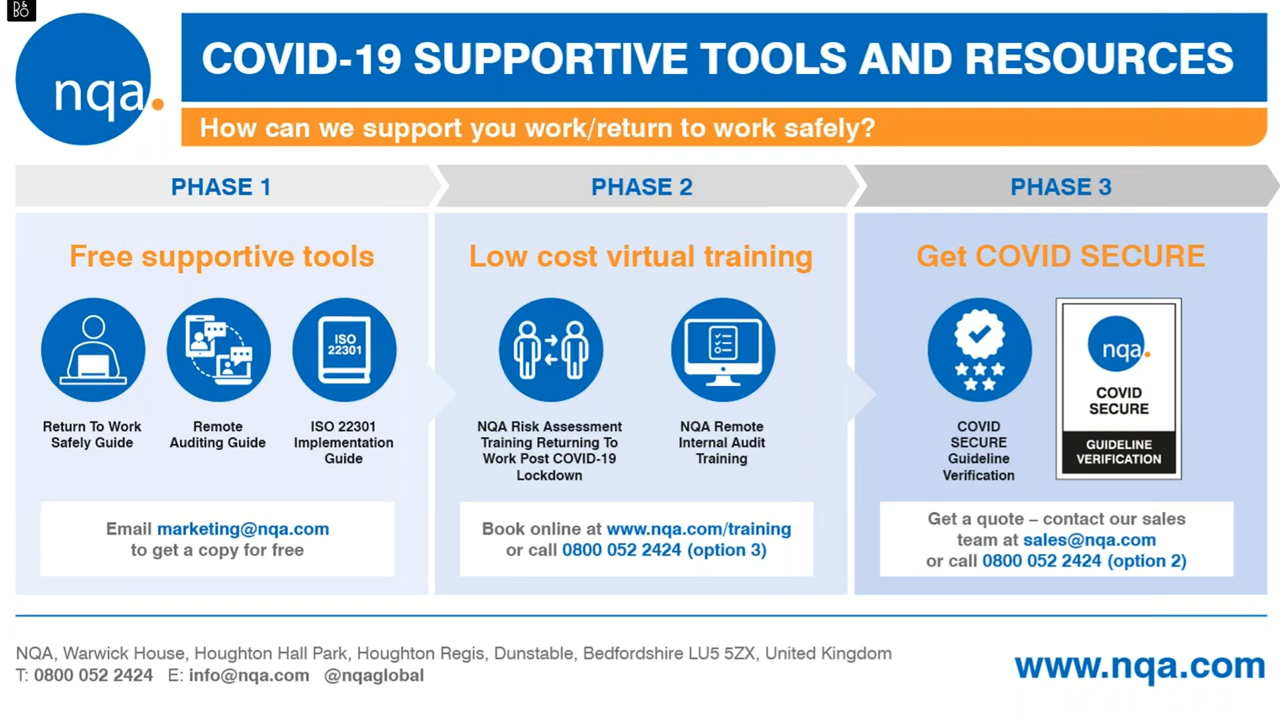 B&O
nqa.
COVID-19 SUPPORTIVE TOOLS AND RESOURCES
How can we support you work/return to work safely?
PHASE 1
PHASE 2
PHASE 3
Free supportive tools
ISO
22301
Return To Work
Safely Guide
Remote
Auditing Guide
ISO 22301
Implementation
Guide
Email marketing@nqa.com
to get a copy for free
Low cost virtual training
NQA Risk Assessment
Training Returning To
Work Post COVID-19
Lockdown
NQA Remote
Internal Audit
Training
Book online at www.nqa.com/training
or call 0800 052 2424 (option 3)
Get COVID SECURE
COVID
SECURE
Guideline
Verification
nqa.
COVID
SECURE
GUIDELINE
VERIFICATION
Get a quote – contact our sales
team at sales@nqa.com
or call 0800 052 2424 (option 2)
NQA, Warwick House, Houghton Hall Park, Houghton Regis, Dunstable, Bedfordshire LU5 5ZX, United Kingdom
T: 0800 052 2424 E: info@nqa.com @nqaglobal
www.nqa.com